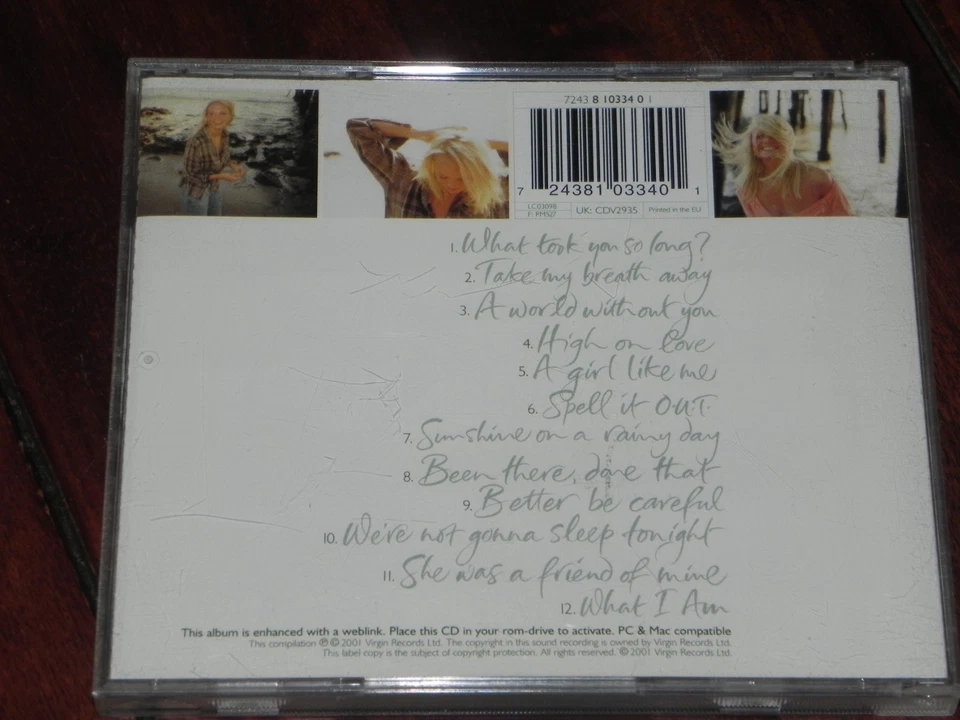 7243 8 10334 0 1
7 24381 03340 1
LC03098
F: PM527
UK: CDV2935
Printed in the EU
1. What took you so long?
2. Take my breath away
3. A world without you
4. High on love
5. A girl like me
6. Spell it O.U.T.
7. Sunshine on a rainy day
8. Been there, done that
9. Better be careful
10. We're not gonna sleep tonight
11. She was a friend of mine
12. What I Am
This album is enhanced with a weblink. Place this CD in your rom-drive to activate. PC & Mac compatible
This compilation ℗ © 2001 Virgin Records Ltd. The copyright in this sound recording is owned by Virgin Records Ltd.
This label copy is the subject of copyright protection. All rights reserved. © 2001 Virgin Records Ltd.